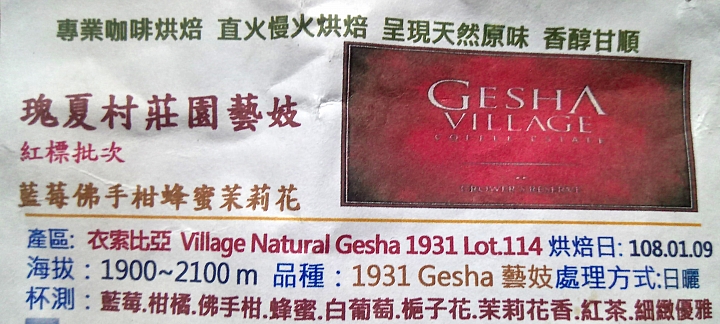 專業咖啡烘焙 直火慢火烘焙 呈現天然原味 香醇甘順
瑰夏村莊園藝妓
紅標批次
藍莓佛手柑蜂蜜茉莉花
GESHA
VILLAGE
COFFEE ESTATE
GROWER'S RESERVE
產區: 衣索比亞 Village Natural Gesha 1931 Lot.114 烘焙日: 108.01.09
海拔：1900~2100 m 品種：1931 Gesha 藝妓處理方式:日曬
杯測：藍莓.柑橘.佛手柑.蜂蜜.白葡萄.梔子花.茉莉花香.紅茶.細緻優雅